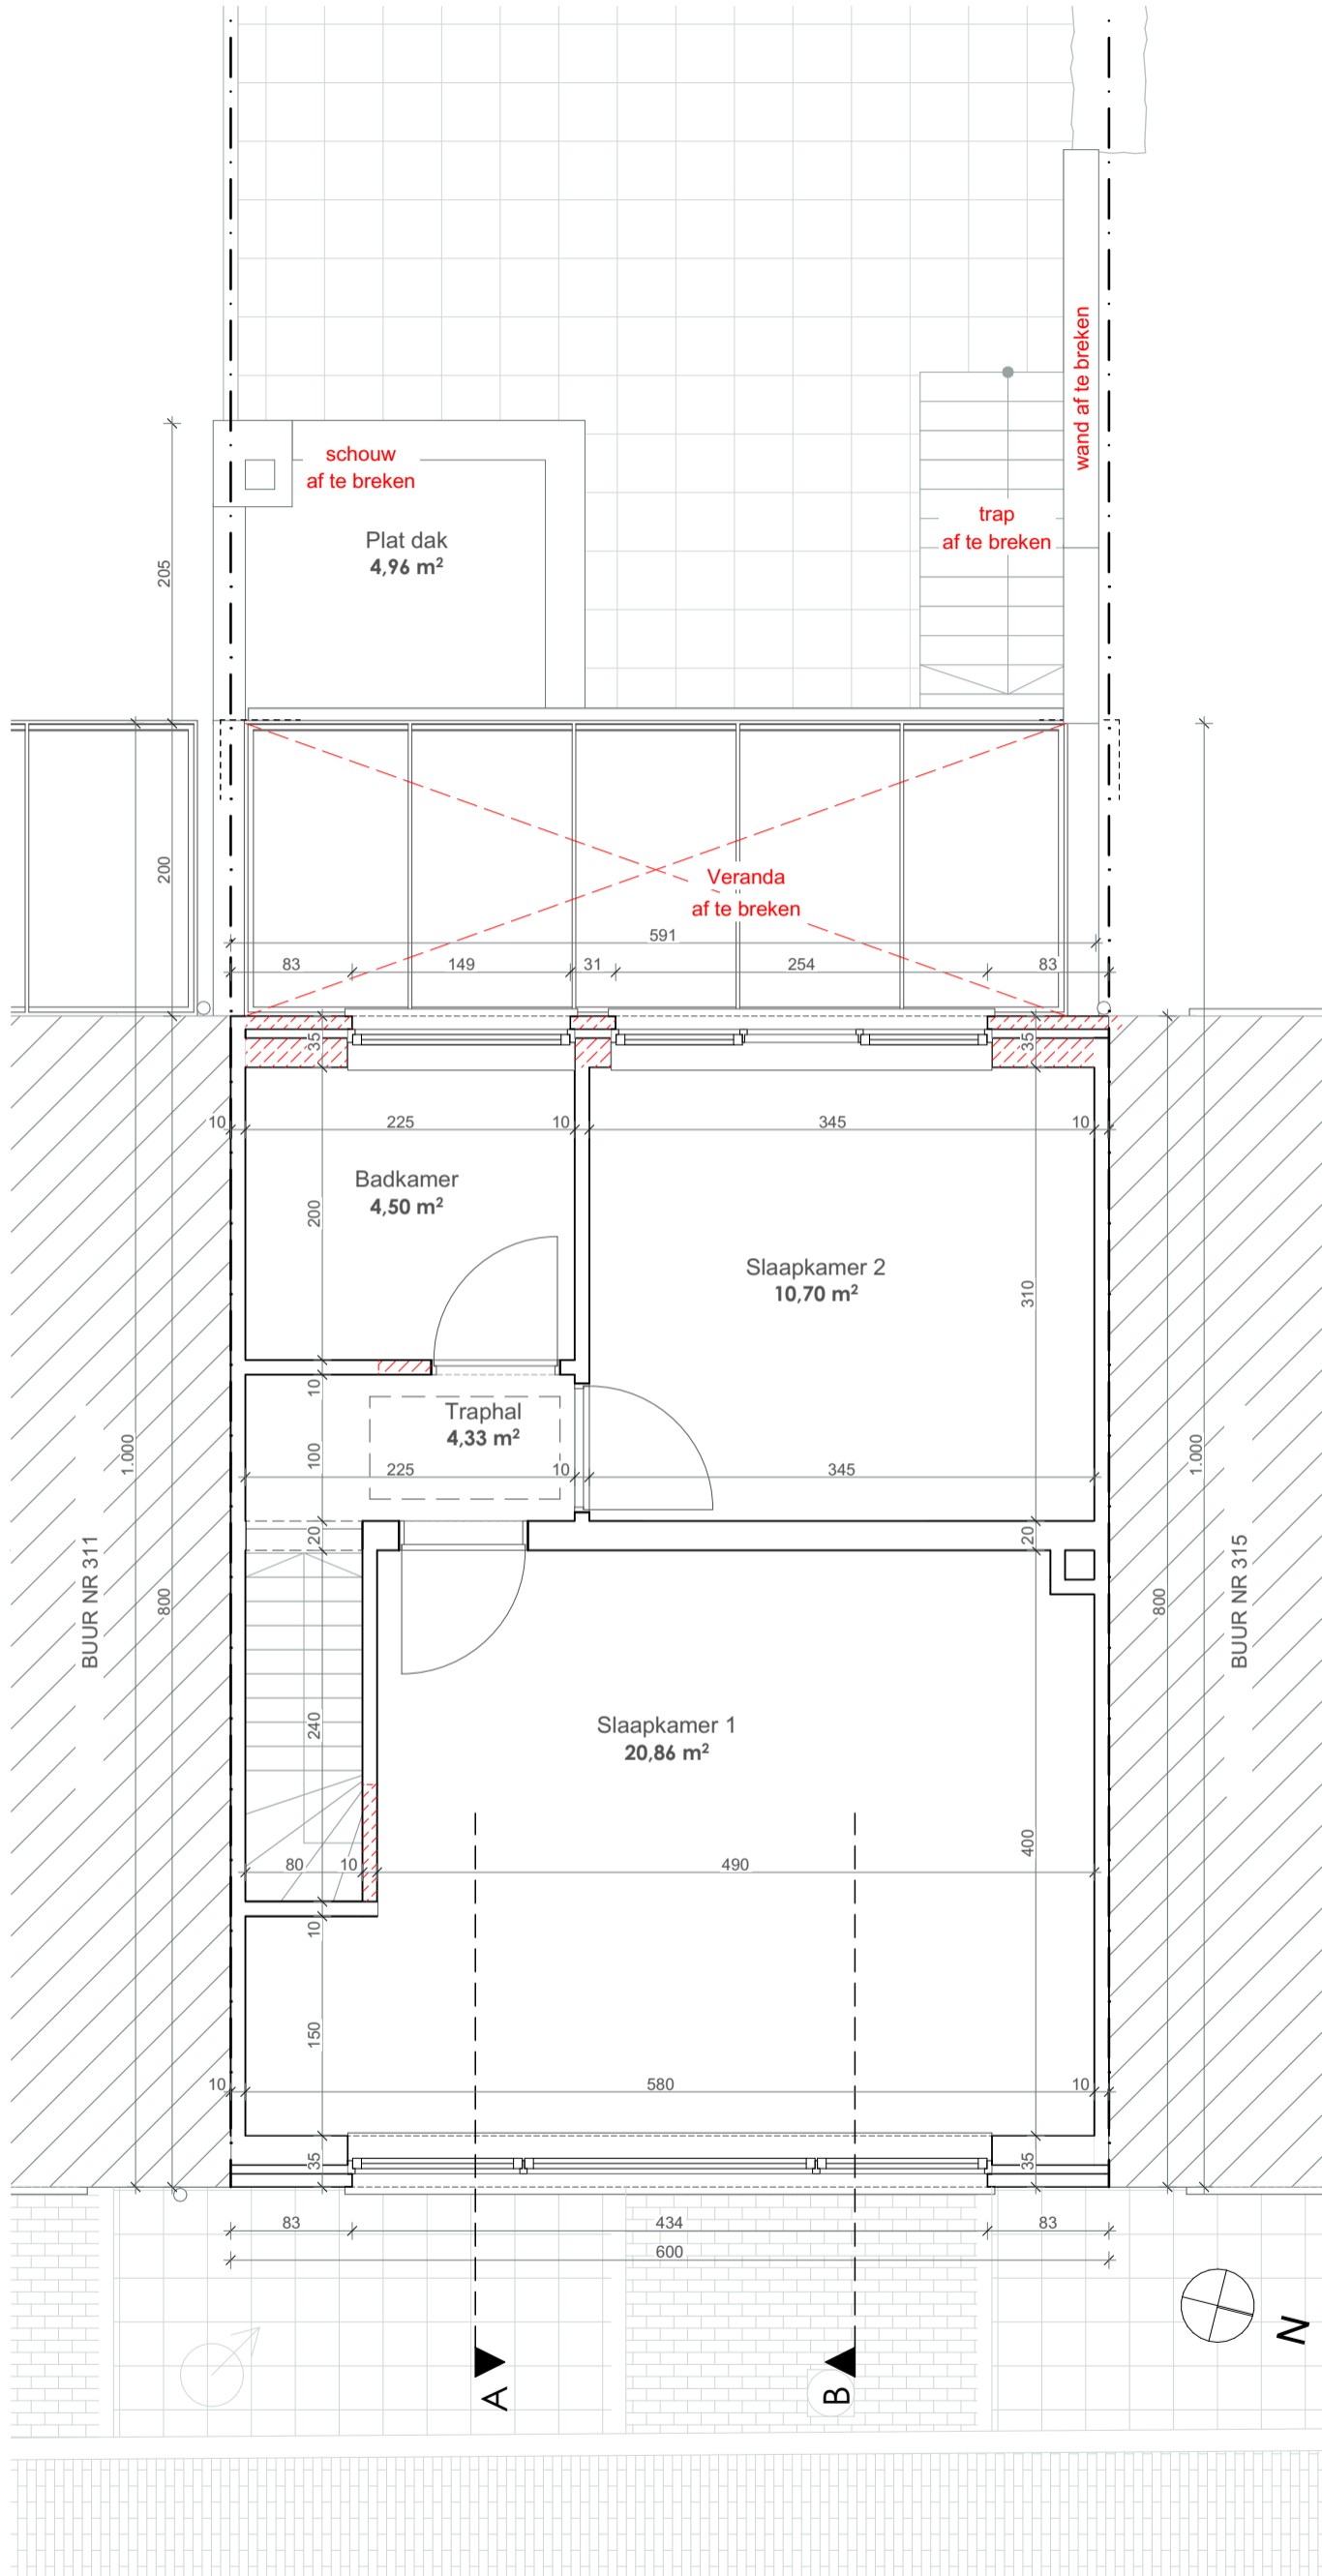 wand af te breken
schouw
af te breken
trap
af te breken
Plat dak
4,96 m²
205
200
Veranda
af te breken
591
83
149
31
254
83
35
35
10
225
10
345
10
Badkamer
4,50 m²
200
Slaapkamer 2
10,70 m²
310
10
Traphal
4,33 m²
1.000
100
1.000
225
10
345
20
20
BUUR NR 311
800
800
BUUR NR 315
Slaapkamer 1
20,86 m²
240
400
80
10
490
10
150
10
580
10
35
35
83
434
83
600
N
A
B